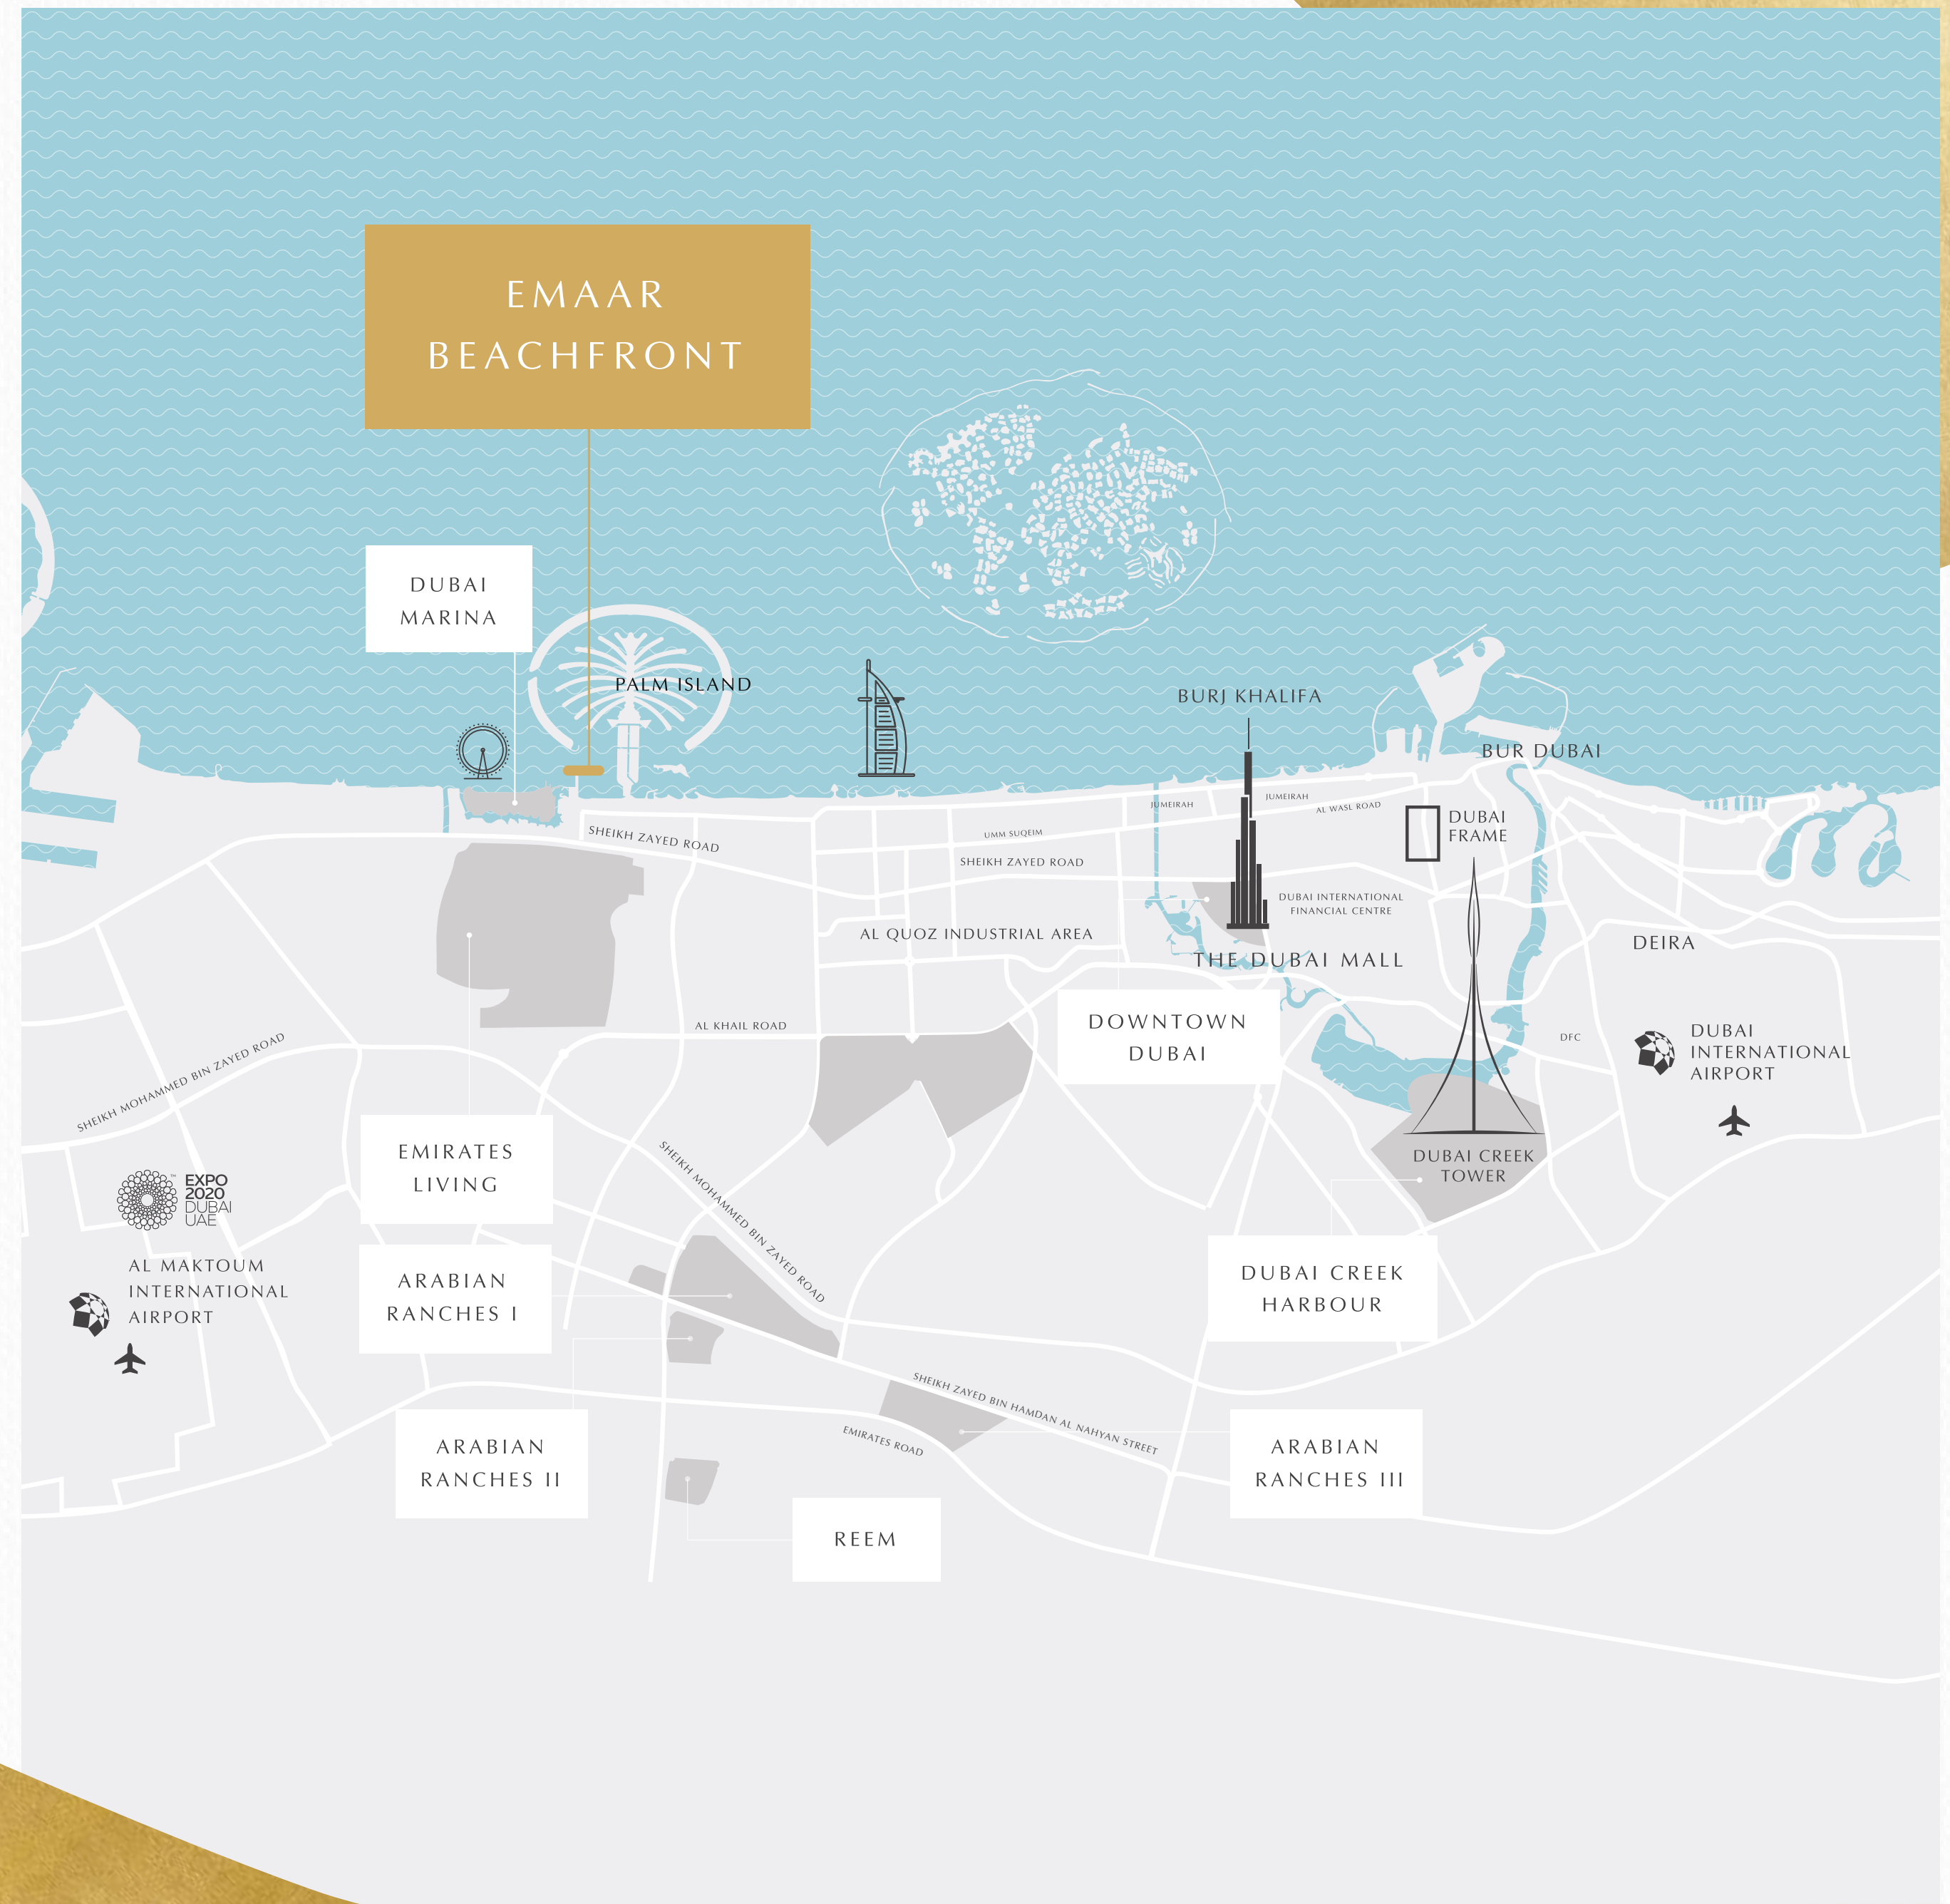 EMAAR
BEACHFRONT
DUBAI
MARINA
PALM ISLAND
BURJ KHALIFA
BUR DUBAI
JUMEIRAH
JUMEIRAH
AL WASL ROAD
DUBAI
FRAME
SHEIKH ZAYED ROAD
UMM SUQEIM
SHEIKH ZAYED ROAD
DUBAI INTERNATIONAL
FINANCIAL CENTRE
AL QUOZ INDUSTRIAL AREA
DEIRA
THE DUBAI MALL
AL KHAIL ROAD
DOWNTOWN
DUBAI
DFC
DUBAI
INTERNATIONAL
AIRPORT
SHEIKH MOHAMMED BIN ZAYED ROAD
EMIRATES
LIVING
SHEIKH MOHAMMED BIN ZAYED ROAD
DUBAI CREEK
TOWER
EXPO
2020
DUBAI
UAE
™
AL MAKTOUM
INTERNATIONAL
AIRPORT
ARABIAN
RANCHES I
DUBAI CREEK
HARBOUR
SHEIKH ZAYED BIN HAMDAN AL NAHYAN STREET
EMIRATES ROAD
ARABIAN
RANCHES II
ARABIAN
RANCHES III
REEM